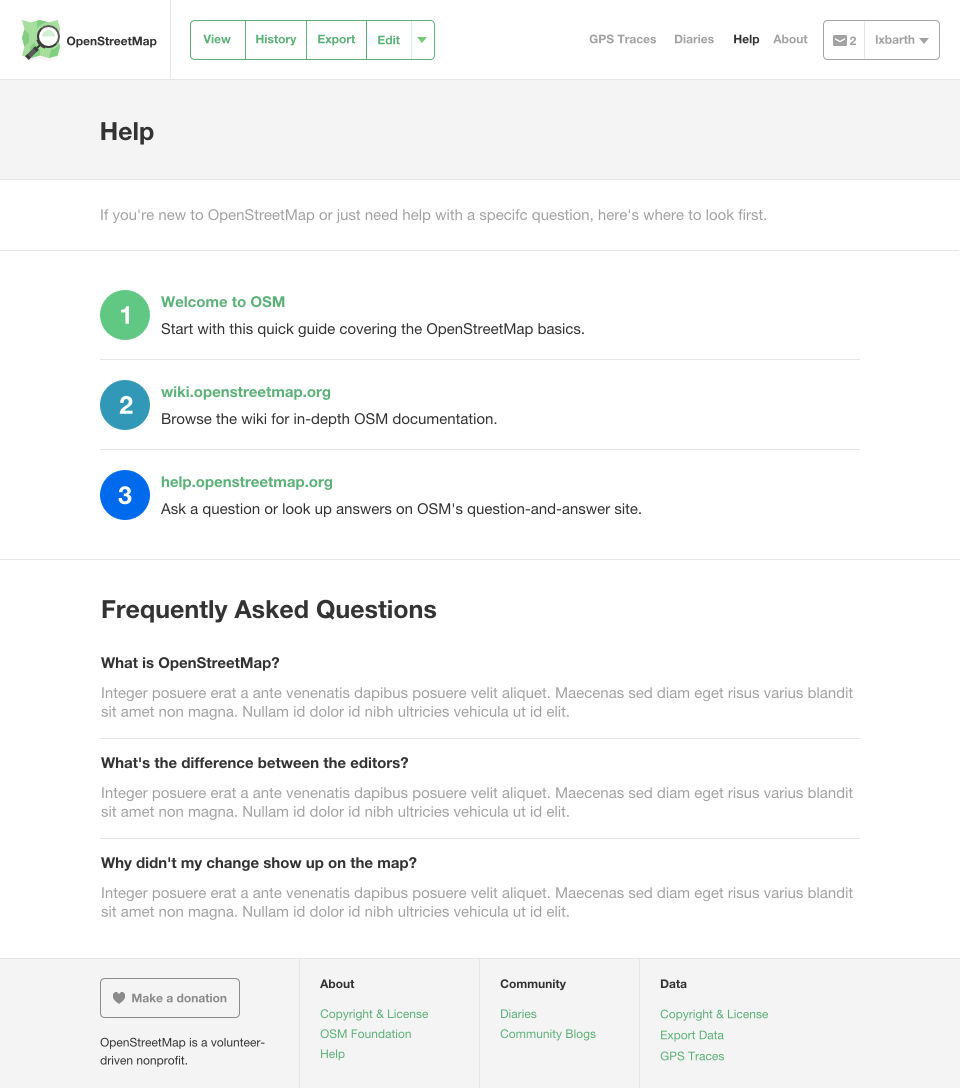 OpenStreetMap
View History Export Edit
GPS Traces Diaries Help About 2 lxbarth
Help
If you're new to OpenStreetMap or just need help with a specifc question, here's where to look first.
1
Welcome to OSM
Start with this quick guide covering the OpenStreetMap basics.
2
wiki.openstreetmap.org
Browse the wiki for in-depth OSM documentation.
3
help.openstreetmap.org
Ask a question or look up answers on OSM's question-and-answer site.
Frequently Asked Questions
What is OpenStreetMap?
Integer posuere erat a ante venenatis dapibus posuere velit aliquet. Maecenas sed diam eget risus varius blandit
sit amet non magna. Nullam id dolor id nibh ultricies vehicula ut id elit.
What's the difference between the editors?
Integer posuere erat a ante venenatis dapibus posuere velit aliquet. Maecenas sed diam eget risus varius blandit
sit amet non magna. Nullam id dolor id nibh ultricies vehicula ut id elit.
Why didn't my change show up on the map?
Integer posuere erat a ante venenatis dapibus posuere velit aliquet. Maecenas sed diam eget risus varius blandit
sit amet non magna. Nullam id dolor id nibh ultricies vehicula ut id elit.
Make a donation
OpenStreetMap is a volunteer-
driven nonprofit.
About
Copyright & License
OSM Foundation
Help
Community
Diaries
Community Blogs
Data
Copyright & License
Export Data
GPS Traces